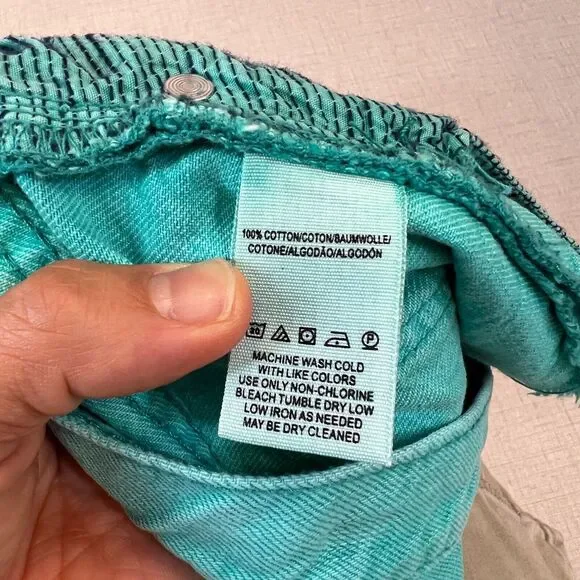 100% COTTON/COTON/BAUMWOLLE/
COTONE/ALGODÃO/ALGODÓN
30 P
MACHINE WASH COLD
WITH LIKE COLORS
USE ONLY NON-CHLORINE
BLEACH TUMBLE DRY LOW
LOW IRON AS NEEDED
MAY BE DRY CLEANED